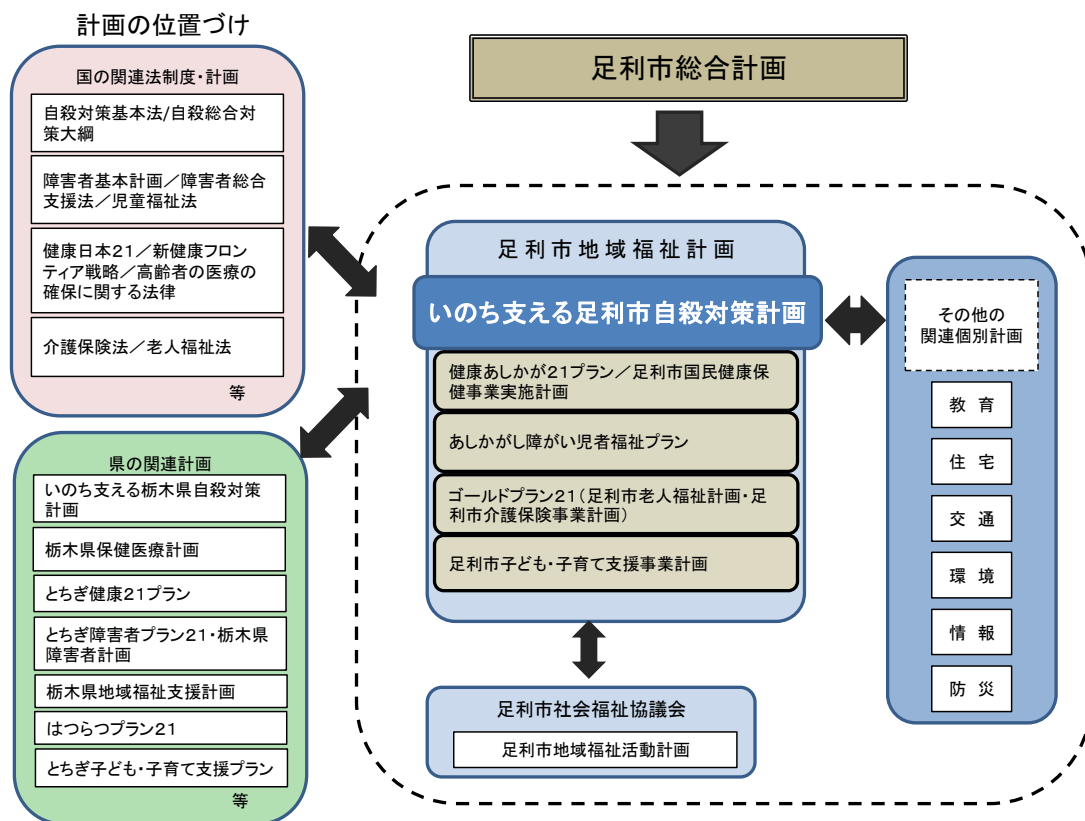 計画の位置づけ
国の関連法制度・計画
自殺対策基本法/自殺総合対
策大綱
障害者基本計画／障害者総合
支援法／児童福祉法
健康日本21／新健康フロン
ティア戦略／高齢者の医療の
確保に関する法律
介護保険法／老人福祉法
等
県の関連計画
いのち支える栃木県自殺対策
計画
栃木県保健医療計画
とちぎ健康21プラン
とちぎ障害者プラン21・栃木県
障害者計画
栃木県地域福祉支援計画
はつらつプラン21
とちぎ子ども・子育て支援プラン
等
足利市総合計画
足利市地域福祉計画
いのち支える足利市自殺対策計画
健康あしかが21プラン／足利市国民健康保
健事業実施計画
あしかがし障がい児者福祉プラン
ゴールドプラン21（足利市老人福祉計画・足
利市介護保険事業計画）
足利市子ども・子育て支援事業計画
足利市社会福祉協議会
足利市地域福祉活動計画
その他の
関連個別計画
教 育
住 宅
交 通
環 境
情 報
防 災